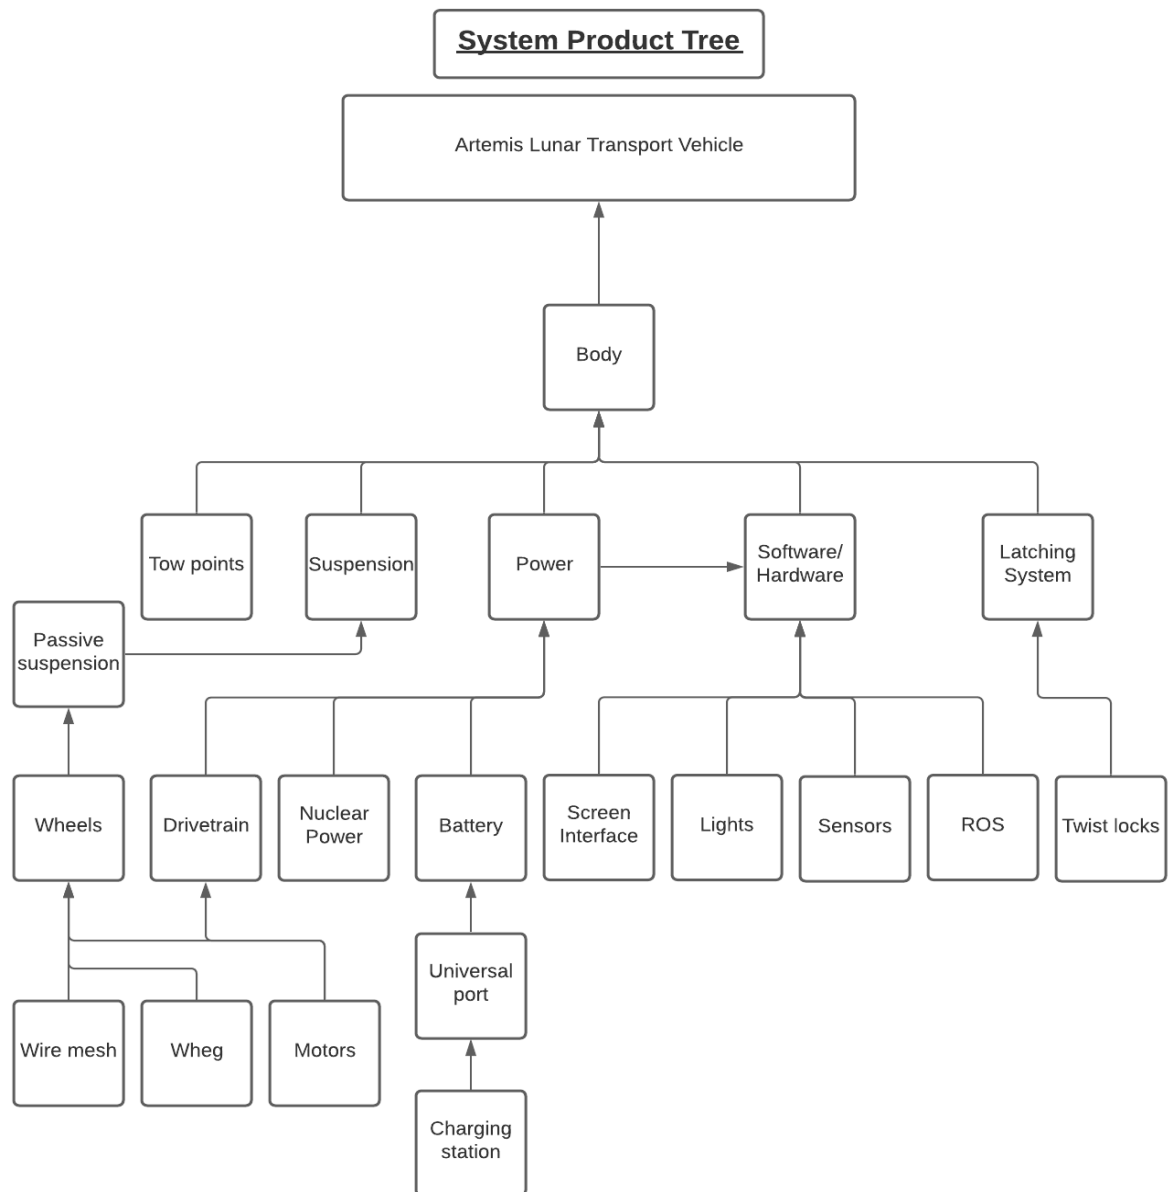 System Product Tree
Artemis Lunar Transport Vehicle
Body
Tow points
Suspension
Power
Software/
Hardware
Latching
System
Passive
suspension
Wheels
Drivetrain
Nuclear
Power
Battery
Screen
Interface
Lights
Sensors
ROS
Twist locks
Universal
port
Wire mesh
Wheg
Motors
Charging
station